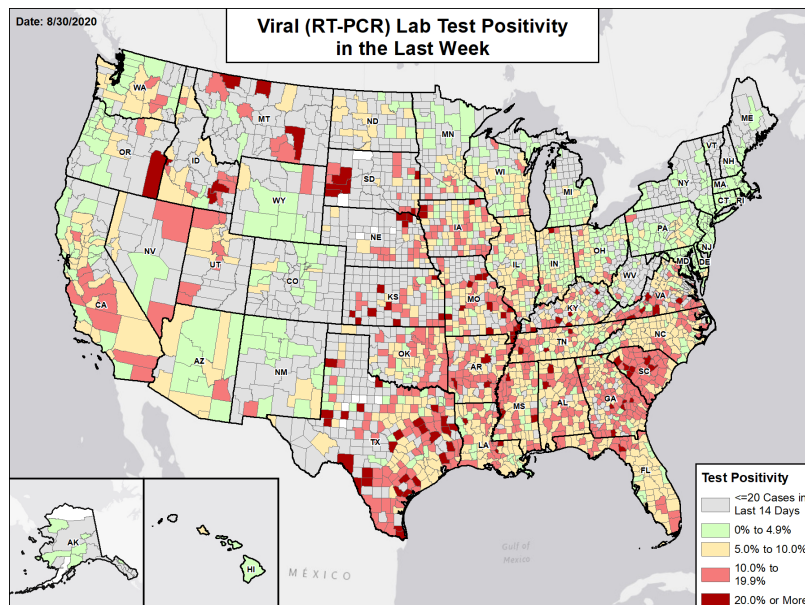 Date: 8/30/2020
Viral (RT-PCR) Lab Test Positivity
in the Last Week
WA
MT
ND
MN
ME
VT
NH
OR
ID
SD
WI
NY
MA
CT
RI
WY
MI
IA
PA
NJ
NE
NV
UT
IL
IN
OH
MD
DE
CO
WV
CA
KS
MO
KY
VA
TN
NC
AZ
NM
OK
AR
SC
MS
AL
GA
TX
LA
FL
AK
HI
MÉXICO
Gulf of
Mexico
Test Positivity
<=20 Cases in
Last 14 Days
0% to 4.9%
5.0% to 10.0%
10.0% to
19.9%
20.0% or More